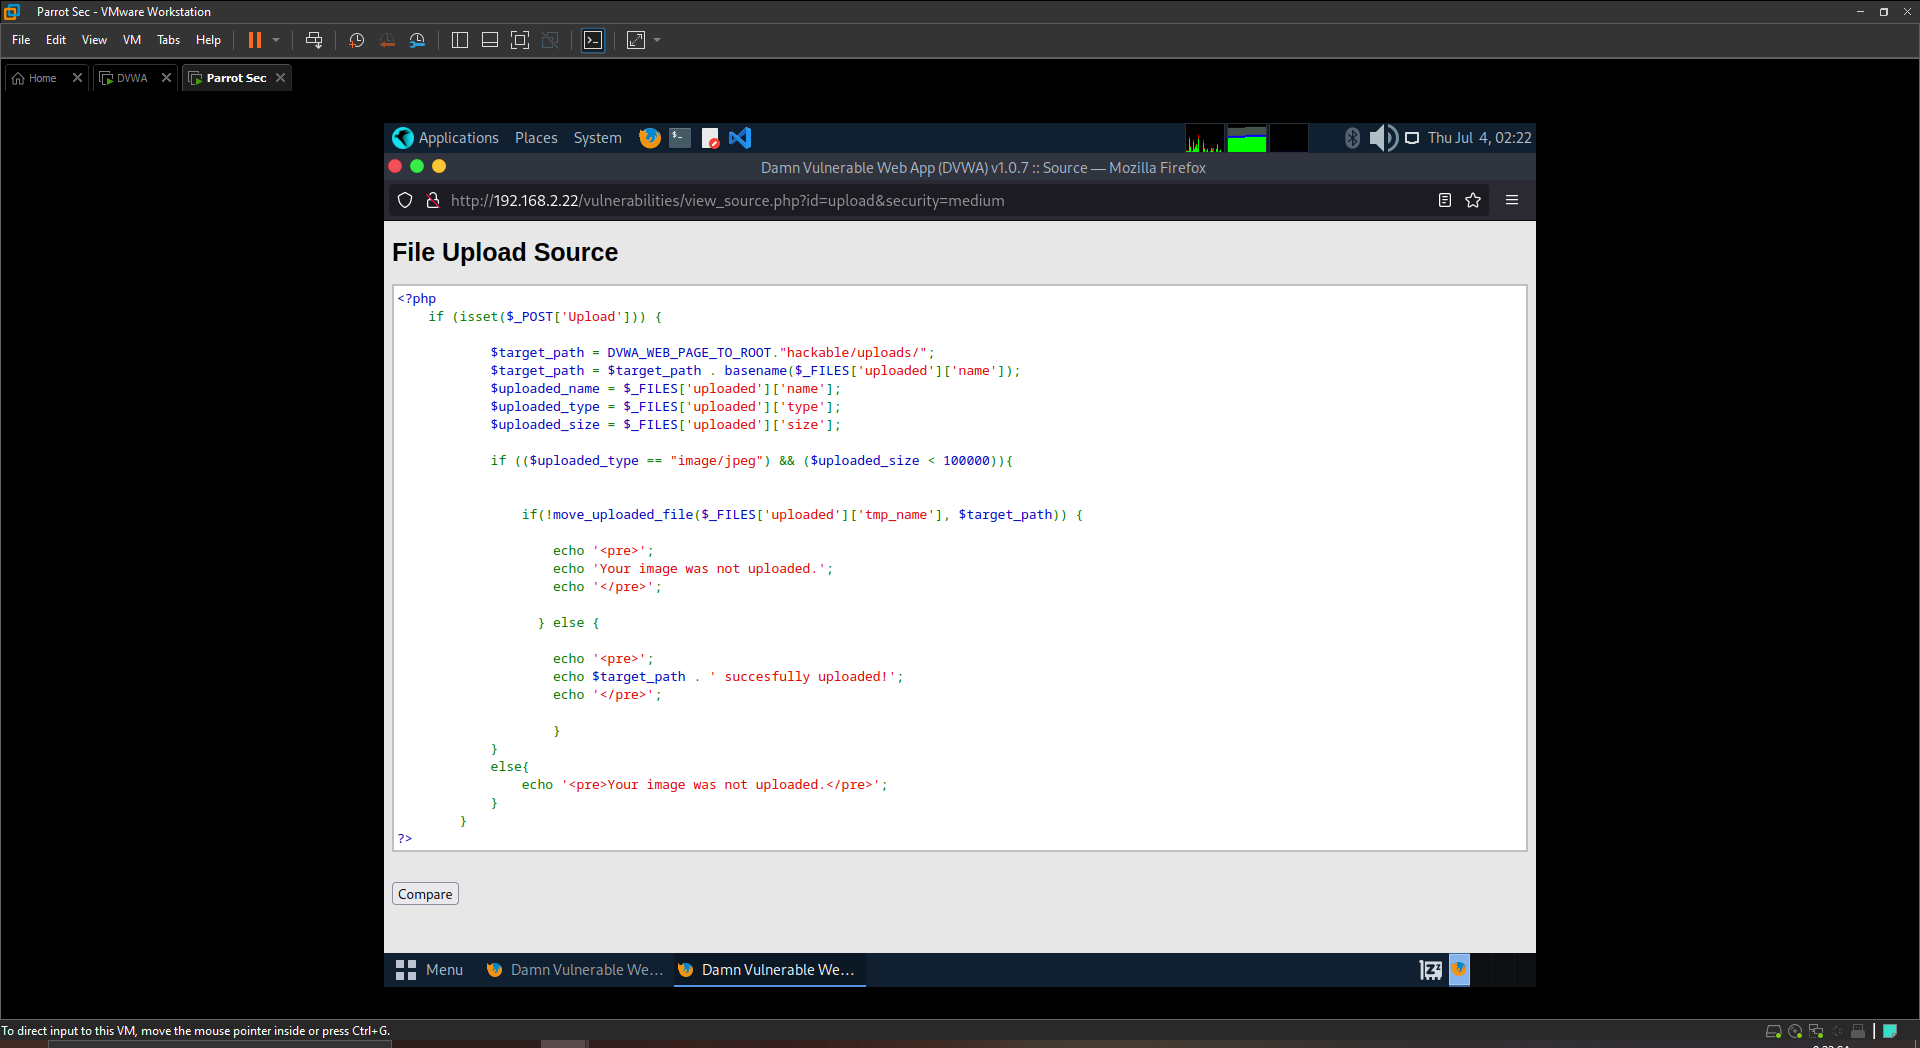 Parrot Sec - VMware Workstation
File Edit View VM Tabs Help
Home DVWA Parrot Sec
Applications Places System Thu Jul 4, 02:22
Damn Vulnerable Web App (DVWA) v1.0.7 :: Source — Mozilla Firefox
http://192.168.2.22/vulnerabilities/view_source.php?id=upload&security=medium
File Upload Source
<?php
if (isset($_POST['Upload'])) {
$target_path = DVWA_WEB_PAGE_TO_ROOT."hackable/uploads/";
$target_path = $target_path . basename($_FILES['uploaded']['name']);
$uploaded_name = $_FILES['uploaded']['name'];
$uploaded_type = $_FILES['uploaded']['type'];
$uploaded_size = $_FILES['uploaded']['size'];
if (($uploaded_type == "image/jpeg") && ($uploaded_size < 100000)){
if(!move_uploaded_file($_FILES['uploaded']['tmp_name'], $target_path)) {
echo '<pre>';
echo 'Your image was not uploaded.';
echo '</pre>';
} else {
echo '<pre>';
echo $target_path . ' succesfully uploaded!';
echo '</pre>';
}
}
else{
echo '<pre>Your image was not uploaded.</pre>';
}
}
?>
Compare
Menu Damn Vulnerable We... Damn Vulnerable We...
To direct input to this VM, move the mouse pointer inside or press Ctrl+G.